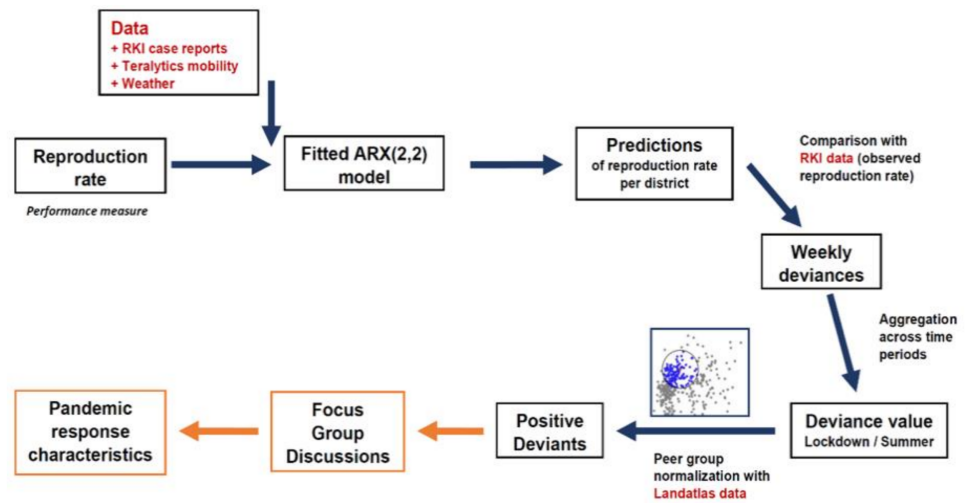 Data
+ RKI case reports
+ Teralytics mobility
+ Weather
Reproduction
rate
Performance measure
Fitted ARX(2,2)
model
Predictions
of reproduction rate
per district
Comparison with
RKI data (observed
reproduction rate)
Weekly
deviances
Aggregation
across time
periods
Deviance value
Lockdown / Summer
Peer group
normalization with
Landatlas data
Positive
Deviants
Focus
Group
Discussions
Pandemic
response
characteristics